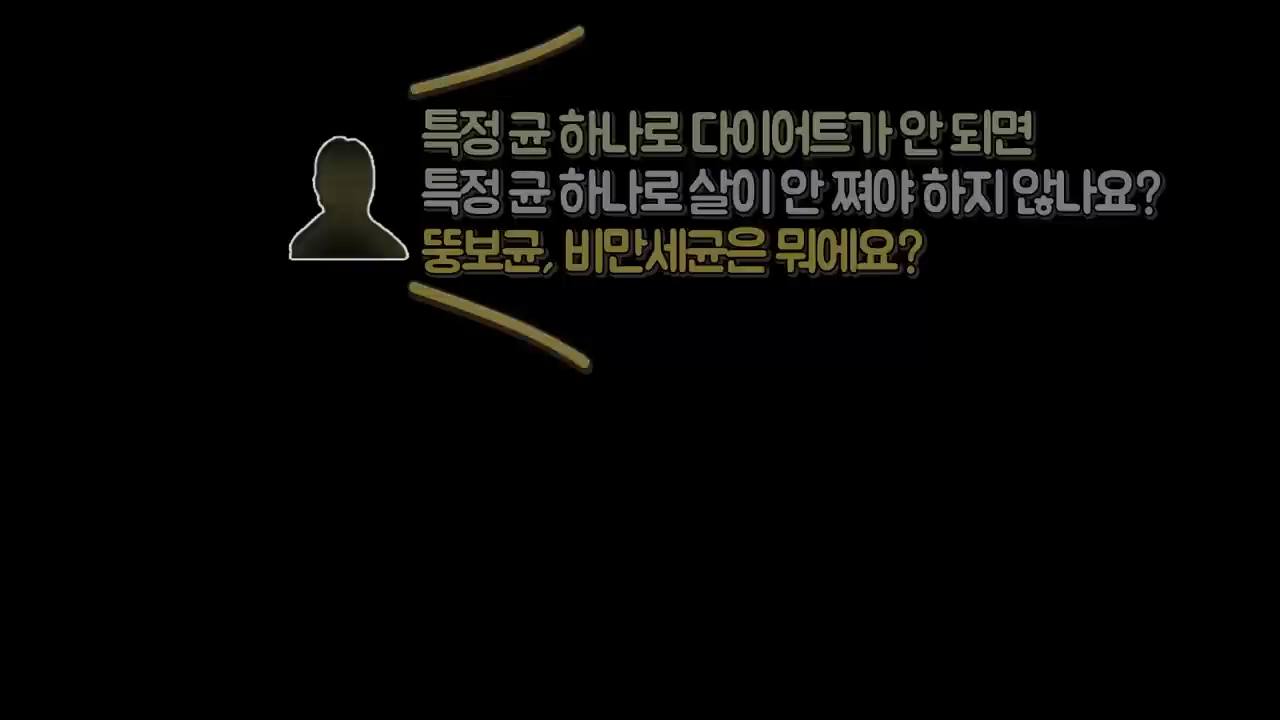 특정 균 하나로 다이어트가 안 되면
특정 균 하나로 살이 안 쪄야 하지 않나요?
뚱보균, 비만세균은 뭐에요?